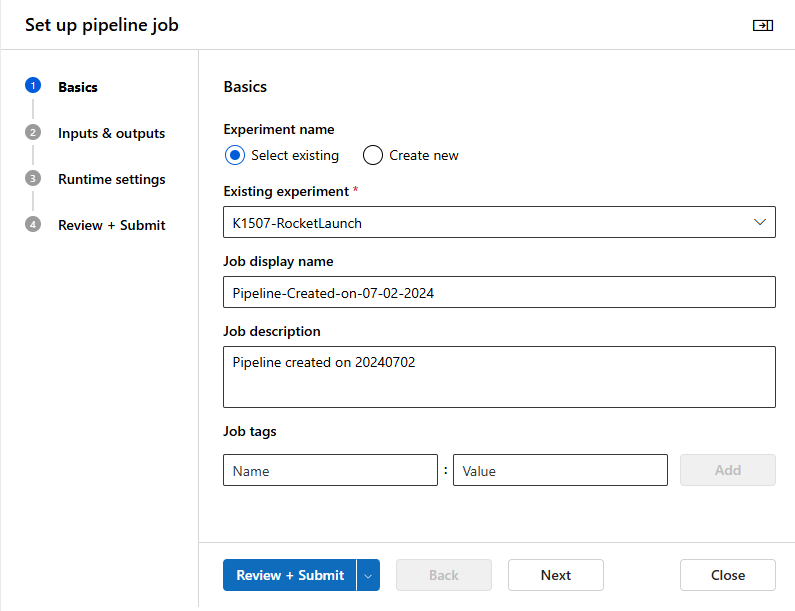 Set up pipeline job
1 Basics
2 Inputs & outputs
3 Runtime settings
4 Review + Submit
Basics
Experiment name
Select existing Create new
Existing experiment *
K1507-RocketLaunch
Job display name
Pipeline-Created-on-07-02-2024
Job description
Pipeline created on 20240702
Job tags
Name : Value Add
Review + Submit Back Next Close